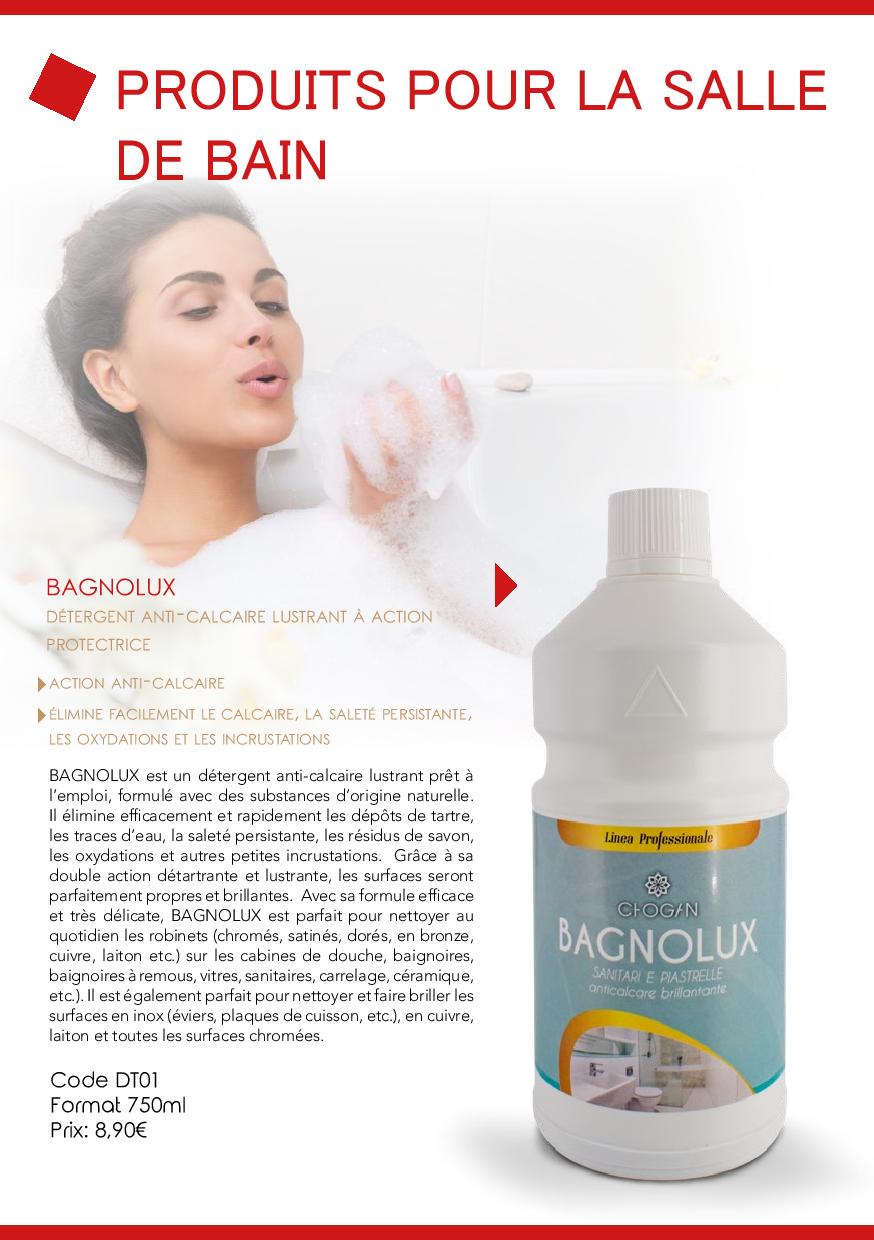 PRODUITS POUR LA SALLE
DE BAIN
BAGNOLUX
DÉTERGENT ANTI-CALCAIRE LUSTRANT À ACTION
PROTECTRICE
ACTION ANTI-CALCAIRE
ÉLIMINE FACILEMENT LE CALCAIRE, LA SALETÉ PERSISTANTE,
LES OXYDATIONS ET LES INCRUSTATIONS
BAGNOLUX est un détergent anti-calcaire lustrant prêt à
l'emploi, formulé avec des substances d'origine naturelle.
Il élimine efficacement et rapidement les dépôts de tartre,
les traces d'eau, la saleté persistante, les résidus de savon,
les oxydations et autres petites incrustations. Grâce à sa
double action détartrante et lustrante, les surfaces seront
parfaitement propres et brillantes. Avec sa formule efficace
et très délicate, BAGNOLUX est parfait pour nettoyer au
quotidien les robinets (chromés, satinés, dorés, en bronze,
cuivre, laiton etc.) sur les cabines de douche, baignoires,
baignoires à remous, vitres, sanitaires, carrelage, céramique,
etc.). Il est également parfait pour nettoyer et faire briller les
surfaces en inox (éviers, plaques de cuisson, etc.), en cuivre,
laiton et toutes les surfaces chromées.
Code DT01
Format 750ml
Prix: 8,90€
Linea Professionale
CHOGAN
BAGNOLUX
SANITARI E PIASTRELLE
anticalcare brillantante